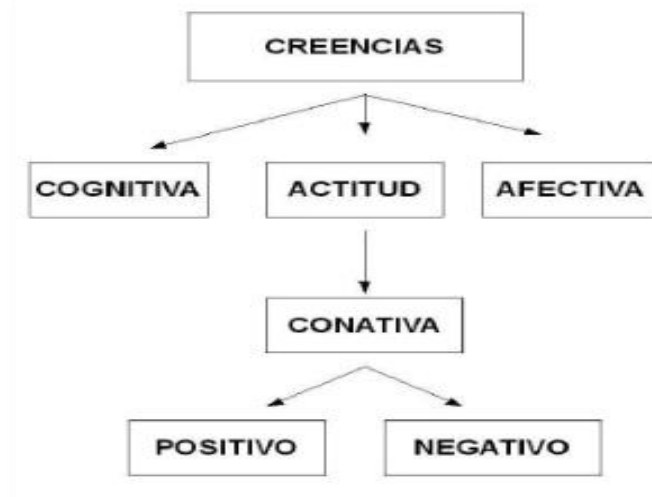 CREENCIAS
COGNITIVA
ACTITUD
AFECTIVA
CONATIVA
POSITIVO
NEGATIVO